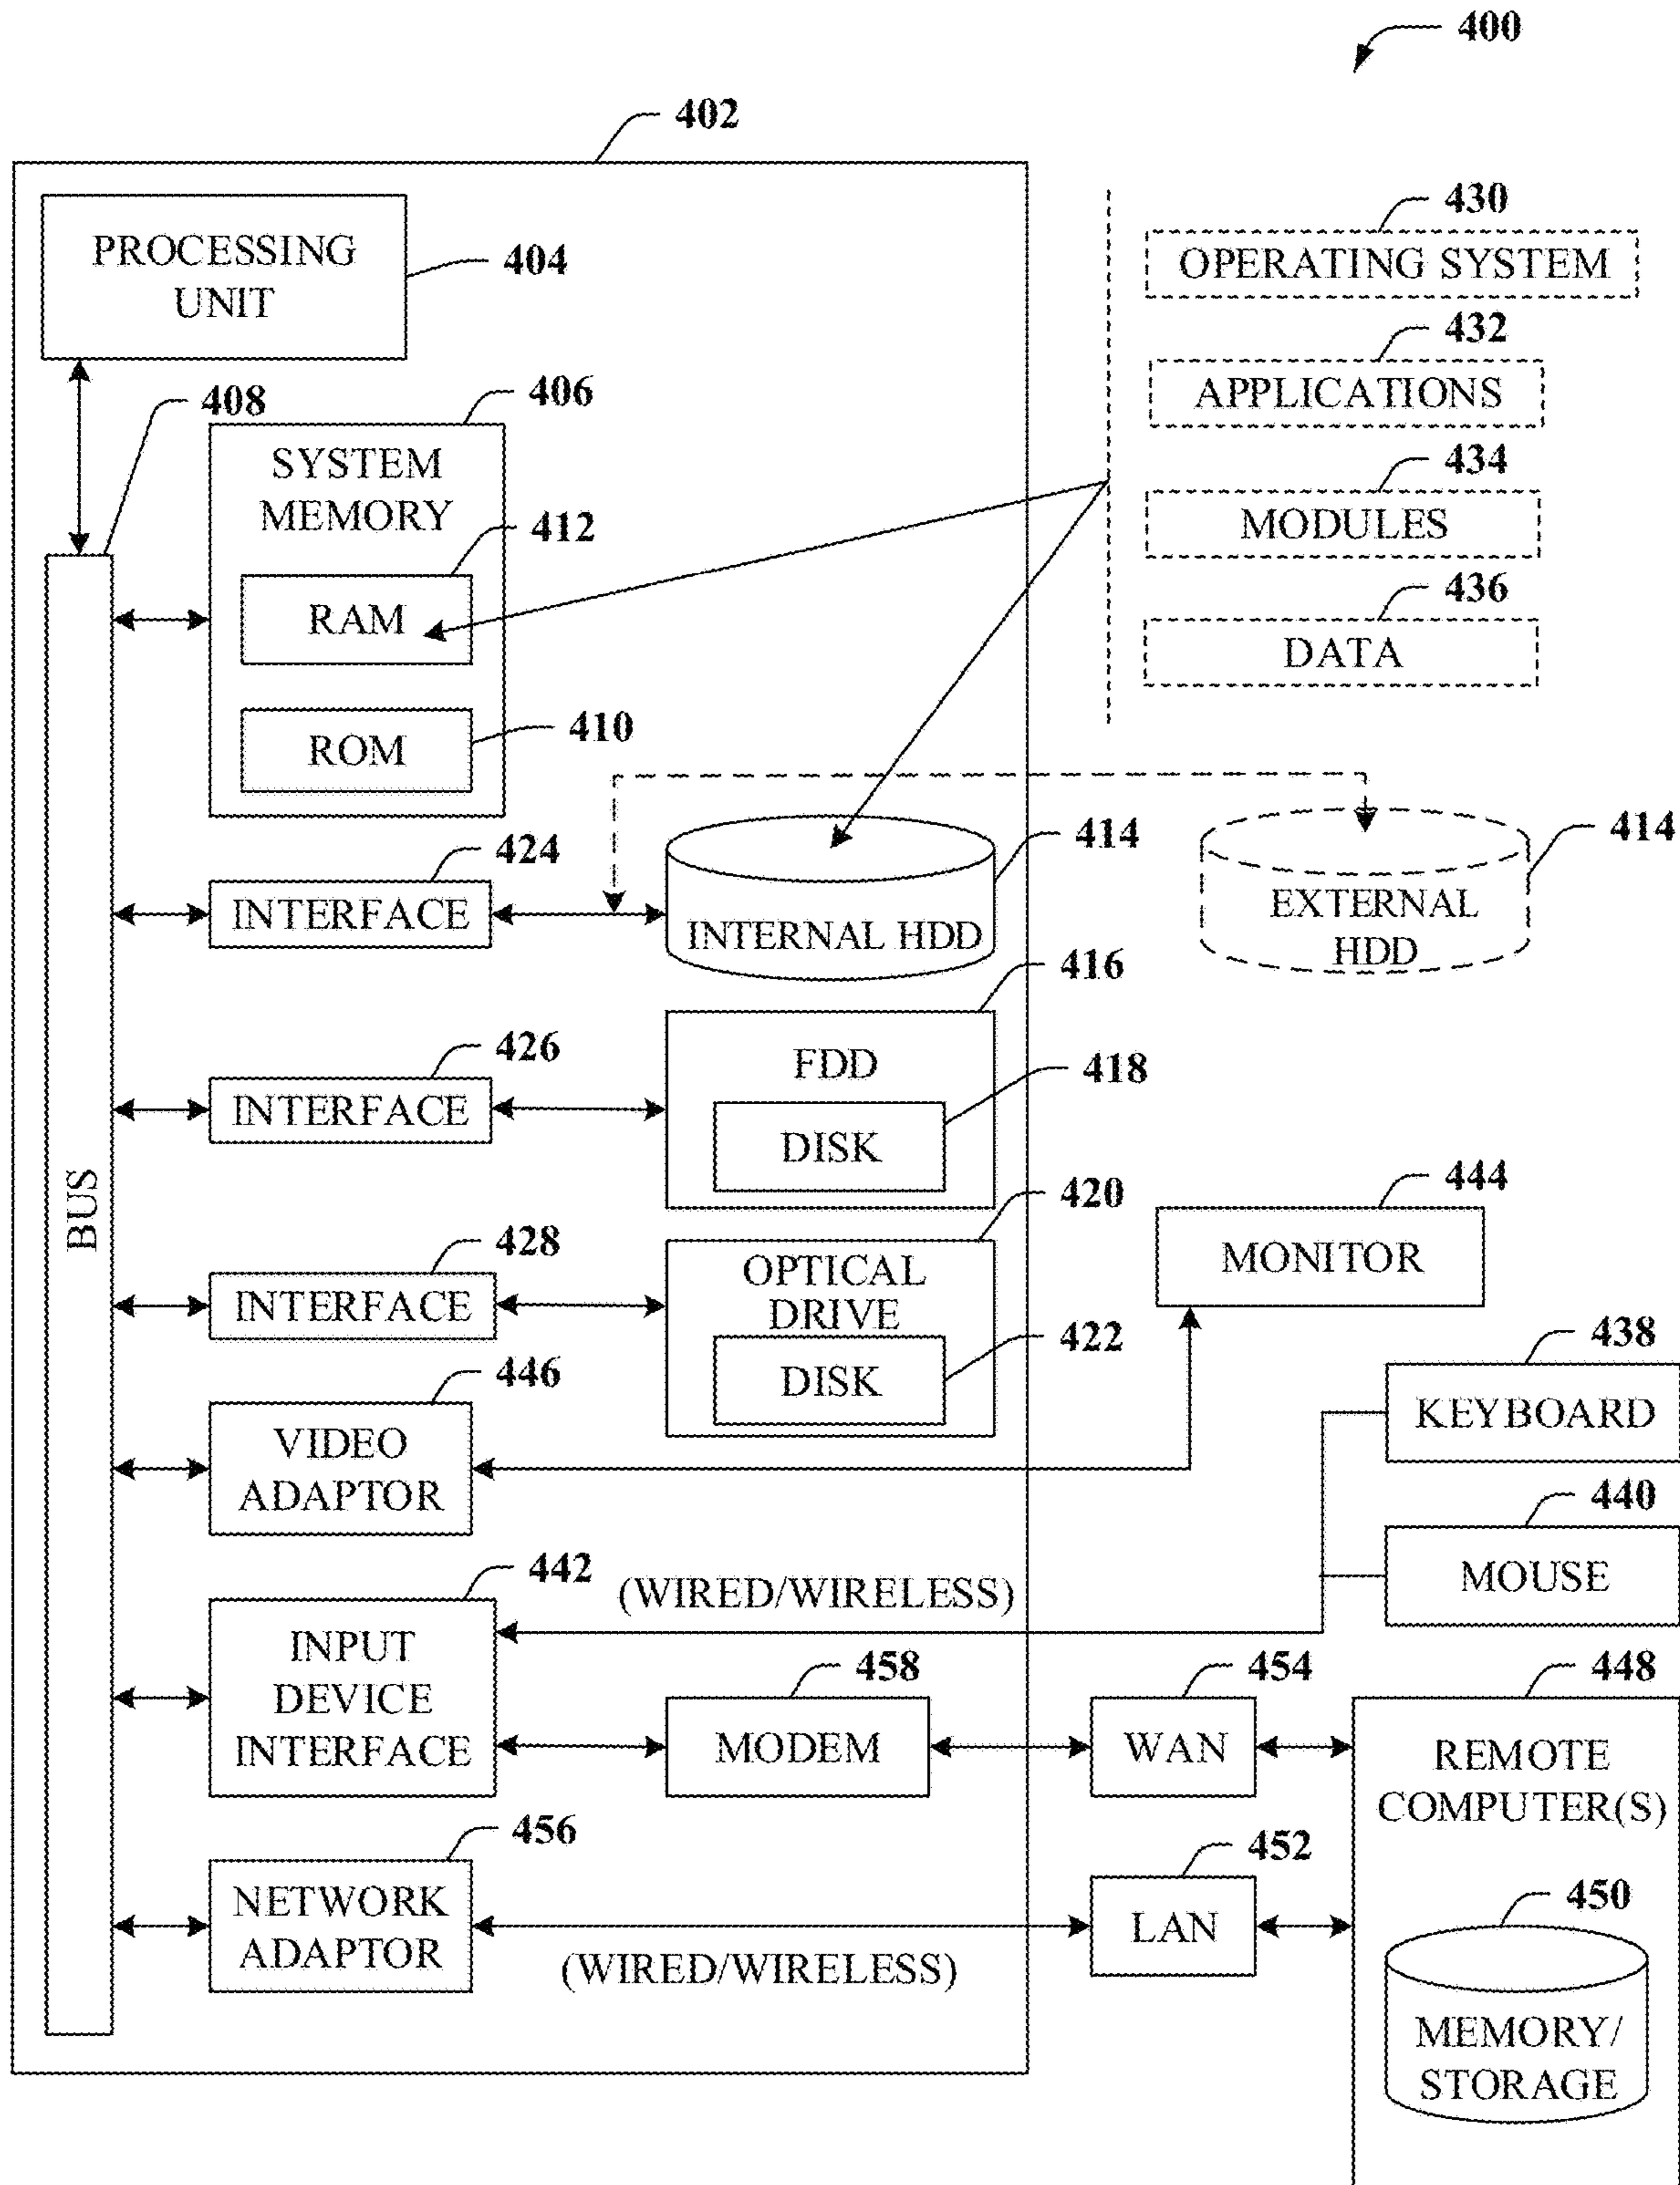 400
402
PROCESSING
UNIT
404
408
406
SYSTEM
MEMORY
412
RAM
410
ROM
430
OPERATING SYSTEM
432
APPLICATIONS
434
MODULES
436
DATA
424
INTERFACE
414
INTERNAL HDD
414
EXTERNAL
HDD
426
INTERFACE
416
FDD
418
DISK
BUS
428
INTERFACE
420
OPTICAL
DRIVE
422
DISK
444
MONITOR
446
VIDEO
ADAPTOR
438
KEYBOARD
440
MOUSE
442
INPUT
DEVICE
INTERFACE
(WIRED/WIRELESS)
458
MODEM
454
WAN
448
REMOTE
COMPUTER(S)
456
NETWORK
ADAPTOR
(WIRED/WIRELESS)
452
LAN
450
MEMORY/
STORAGE